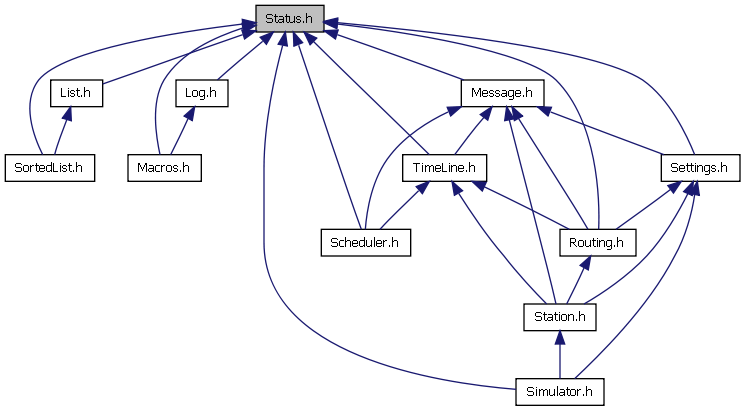 Status.h
List.h
Log.h
Message.h
SortedList.h
Macros.h
TimeLine.h
Settings.h
Scheduler.h
Routing.h
Station.h
Simulator.h